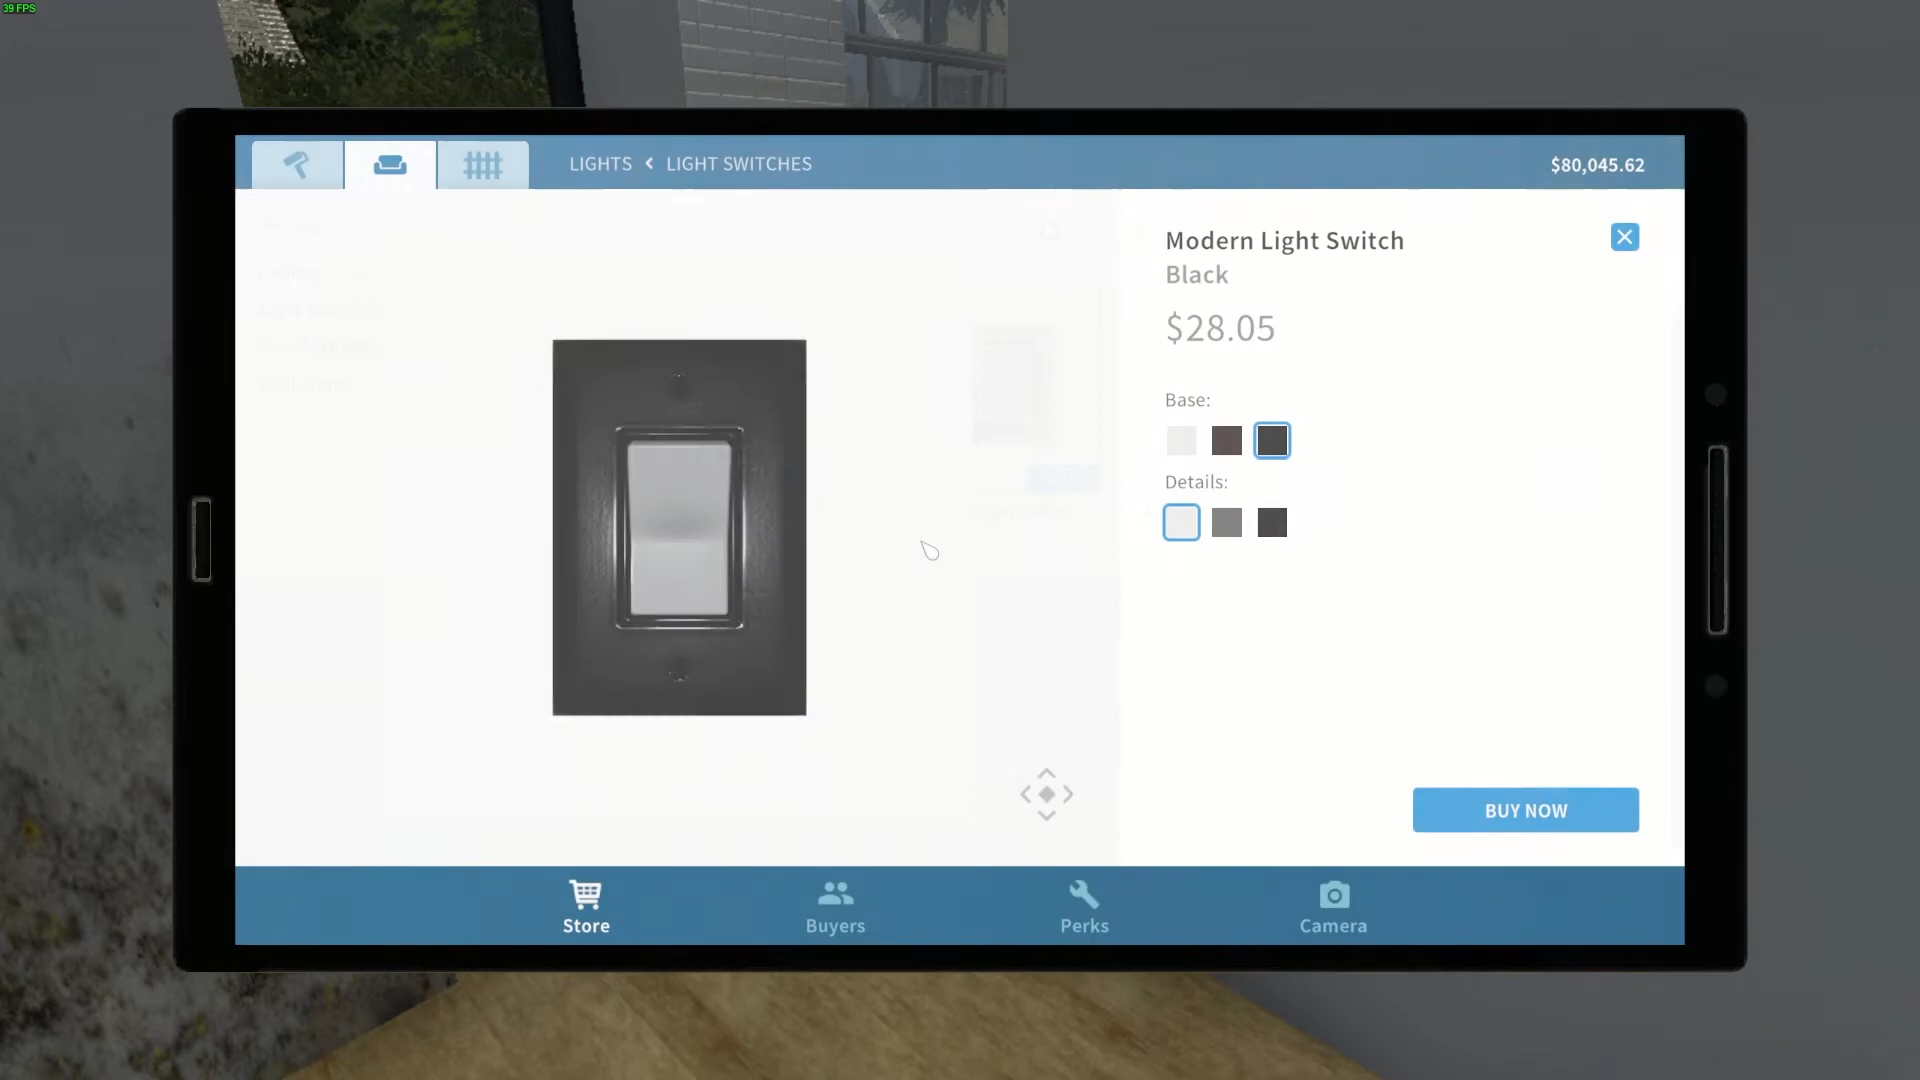 39 FPS
LIGHTS < LIGHT SWITCHES
$80,045.62
Modern Light Switch
Black
$28.05
Base:
Details:
BUY NOW
Store
Buyers
Perks
Camera